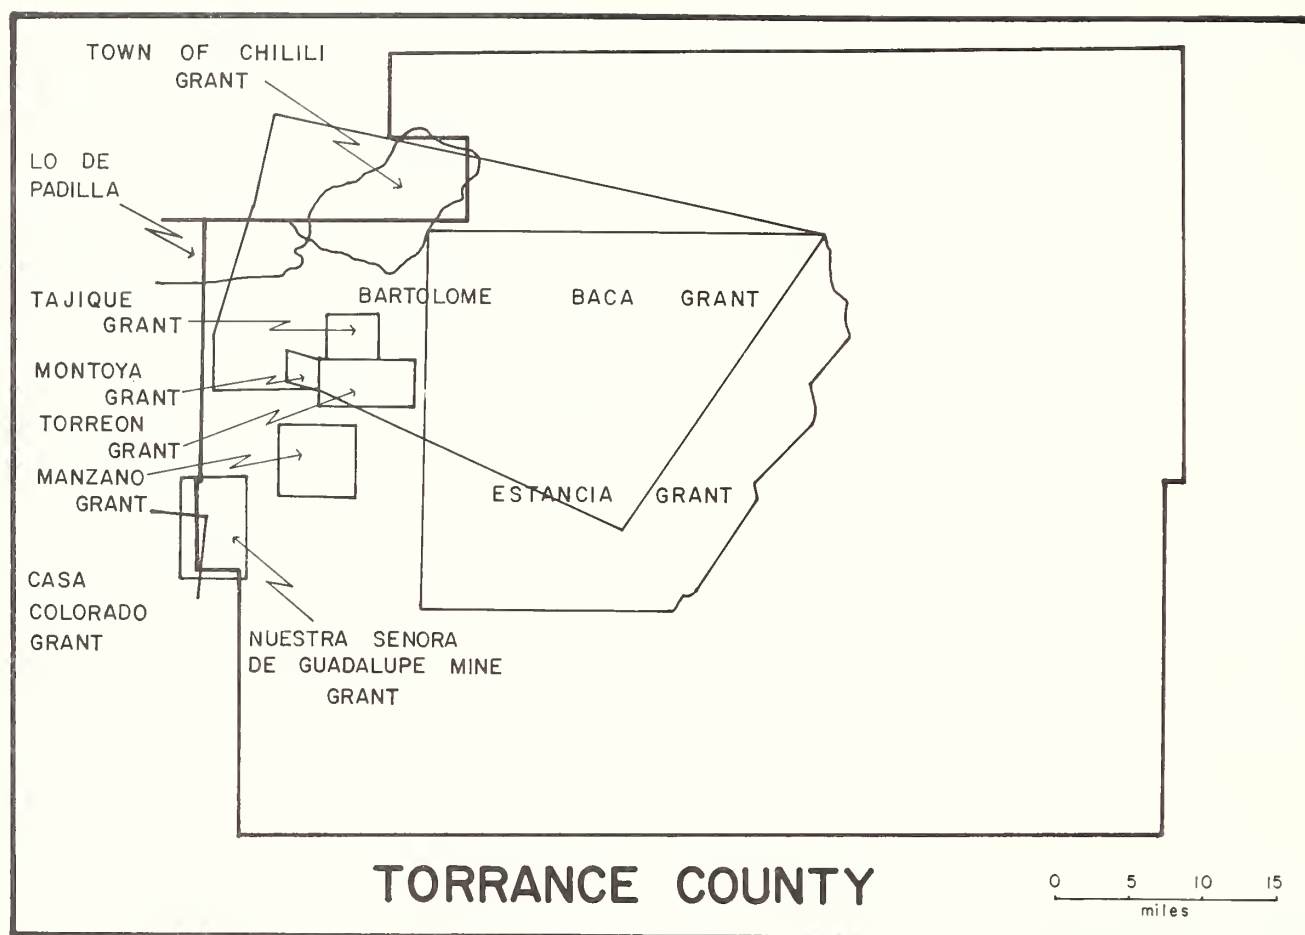 TOWN OF CHILILI
GRANT
LO DE
PADILLA
TAJIQUE
GRANT
BARTOLOME BACA GRANT
MONTOYA
GRANT
TORREON
GRANT
MANZANO
GRANT
ESTANCIA GRANT
CASA
COLORADO
GRANT
NUESTRA SENORA
DE GUADALUPE MINE
GRANT
TORRANCE COUNTY
0 5 10 15
miles